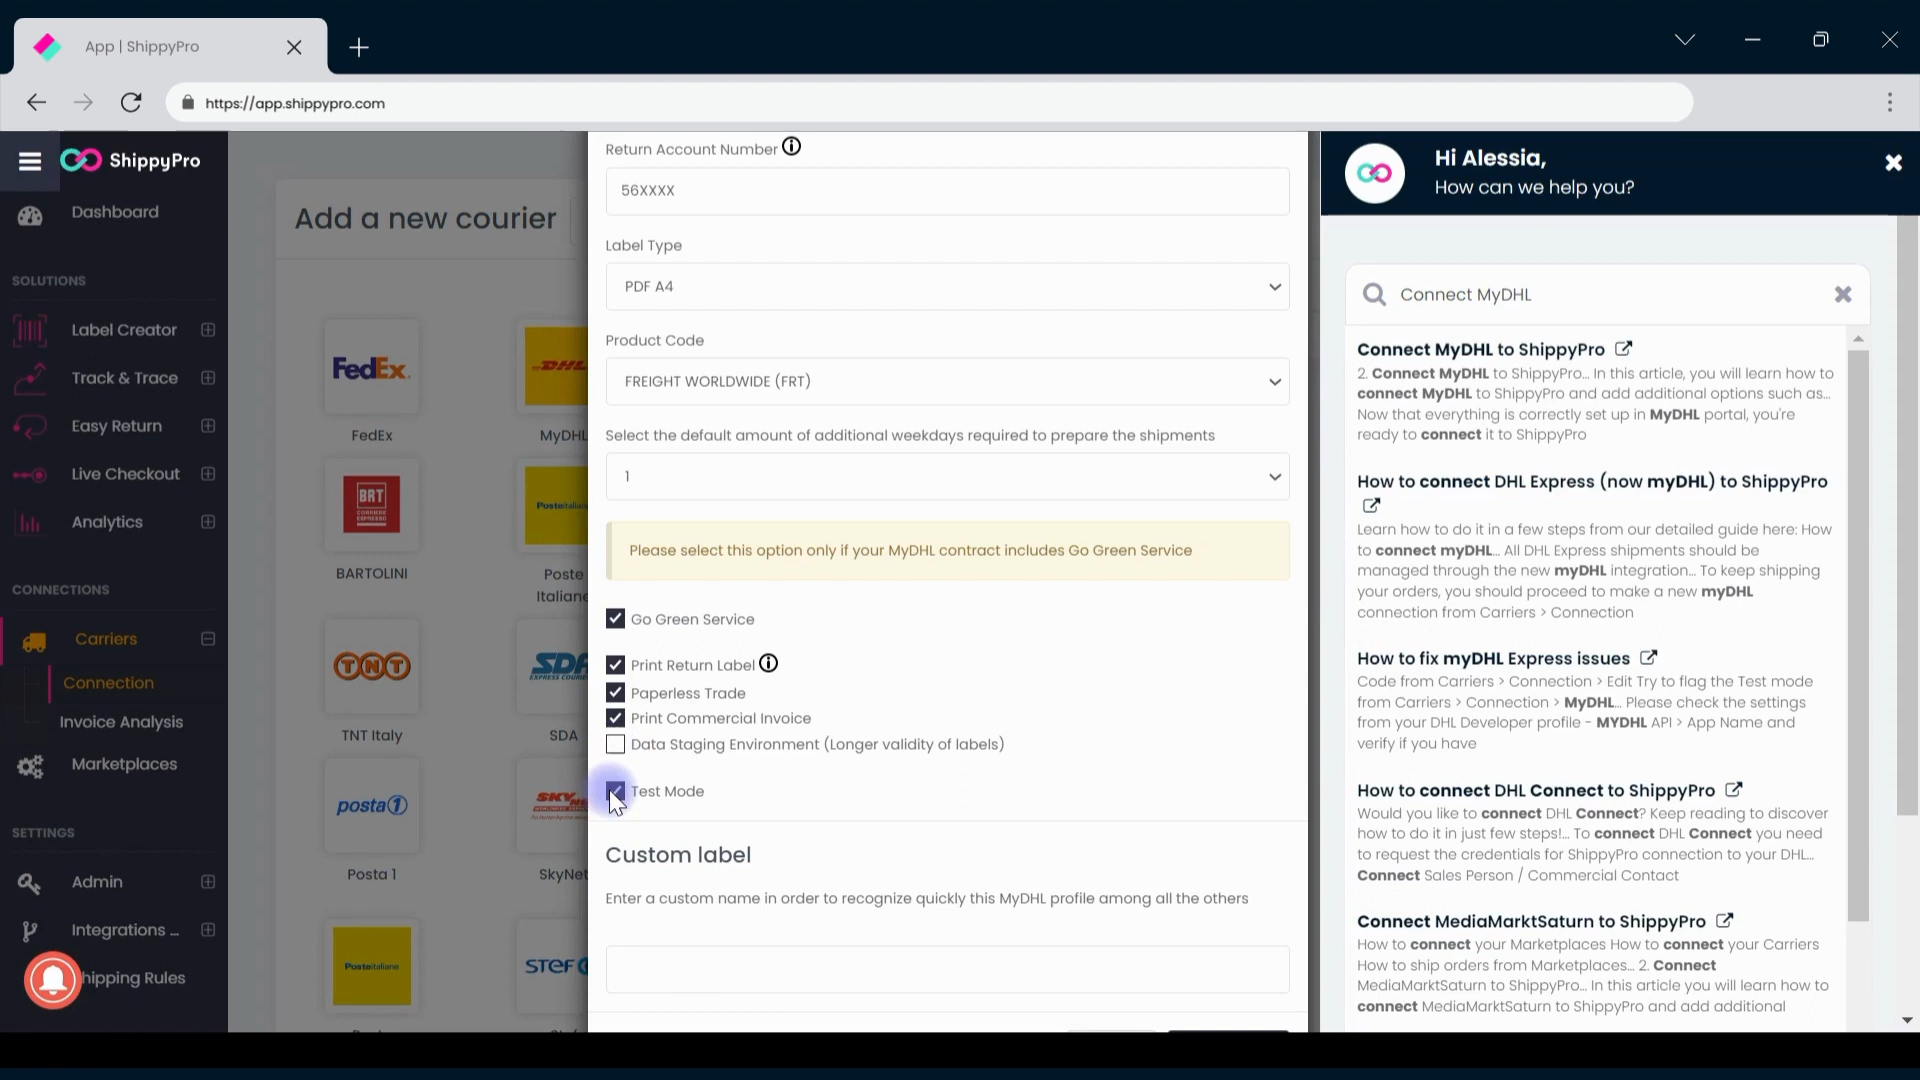 App | ShippyPro
https://app.shippypro.com
ShippyPro
Dashboard
SOLUTIONS
Label Creator
Track & Trace
Easy Return
Live Checkout
Analytics
CONNECTIONS
Carriers
Connection
Invoice Analysis
Marketplaces
SETTINGS
Admin
Integrations ...
hipping Rules
Add a new courier
FedEx.
DHL
FedEx
MyDHL
BRT
CORRIERE
ESPRESSO
Posteitaliane
BARTOLINI
Poste
Italiane
TNT
SDA
EXPRESS COURIER
TNT Italy
SDA
posta1
SKYNET
Posta 1
SkyNet
Posteitaliane
STEF
Return Account Number
56XXXX
Label Type
PDF A4
Product Code
FREIGHT WORLDWIDE (FRT)
Select the default amount of additional weekdays required to prepare the shipments
1
Please select this option only if your MyDHL contract includes Go Green Service
Go Green Service
Print Return Label
Paperless Trade
Print Commercial Invoice
Data Staging Environment (Longer validity of labels)
Test Mode
Custom label
Enter a custom name in order to recognize quickly this MyDHL profile among all the others
Hi Alessia,
How can we help you?
Connect MyDHL
Connect MyDHL to ShippyPro
2. Connect MyDHL to ShippyPro... In this article, you will learn how to
connect MyDHL to ShippyPro and add additional options such as...
Now that everything is correctly set up in MyDHL portal, you're
ready to connect it to ShippyPro
How to connect DHL Express (now myDHL) to ShippyPro
Learn how to do it in a few steps from our detailed guide here: How
to connect myDHL... All DHL Express shipments should be
managed through the new myDHL integration... To keep shipping
your orders, you should proceed to make a new myDHL
connection from Carriers > Connection
How to fix myDHL Express issues
Code from Carriers > Connection > Edit Try to flag the Test mode
from Carriers > Connection > MyDHL... Please check the settings
from your DHL Developer profile - MYDHL API > App Name and
verify if you have
How to connect DHL Connect to ShippyPro
Would you like to connect DHL Connect? Keep reading to discover
how to do it in just few steps!... To connect DHL Connect you need
to request the credentials for ShippyPro connection to your DHL...
Connect Sales Person / Commercial Contact
Connect MediaMarktSaturn to ShippyPro
How to connect your Marketplaces How to connect your Carriers
How to ship orders from Marketplaces... 2. Connect
MediaMarktSaturn to ShippyPro... In this article you will learn how to
connect MediaMarktSaturn to ShippyPro and add additional